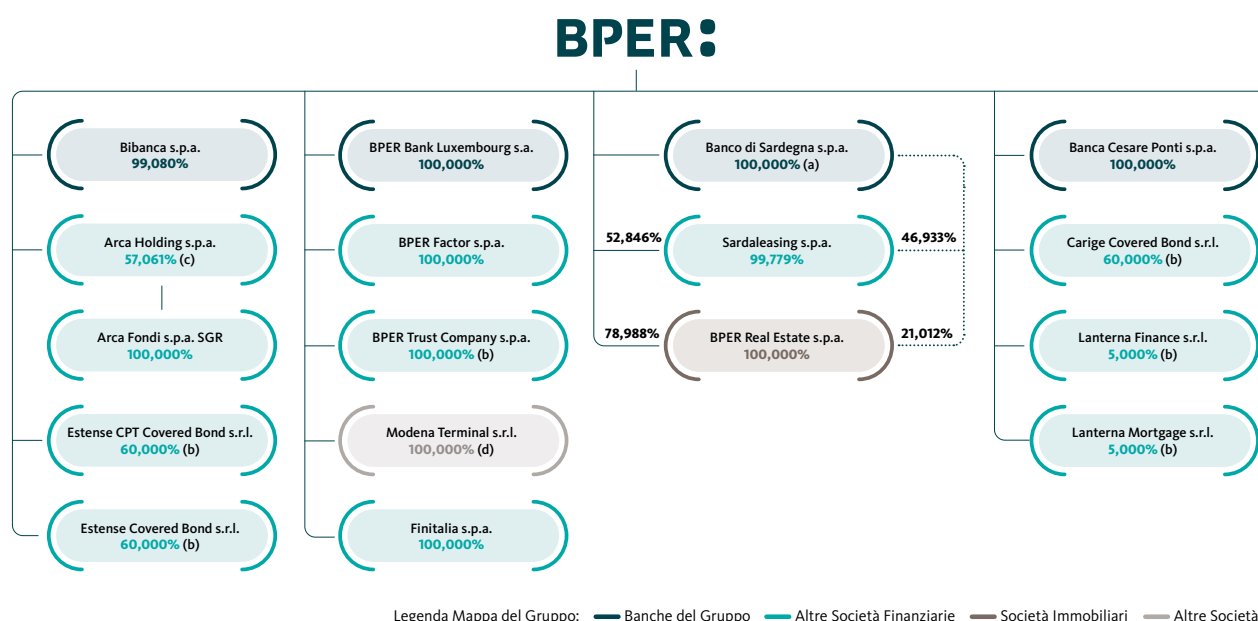 BPER:
Bibanca s.p.a.
99,080%
BPER Bank Luxembourg s.a.
100,000%
Banco di Sardegna s.p.a.
100,000% (a)
Banca Cesare Ponti s.p.a.
100,000%
Arca Holding s.p.a.
57,061% (c)
BPER Factor s.p.a.
100,000%
52,846%
Sardaleasing s.p.a.
99,779%
46,933%
Carige Covered Bond s.r.l.
60,000% (b)
Arca Fondi s.p.a. SGR
100,000%
BPER Trust Company s.p.a.
100,000% (b)
78,988%
BPER Real Estate s.p.a.
100,000%
21,012%
Lanterna Finance s.r.l.
5,000% (b)
Estense CPT Covered Bond s.r.l.
60,000% (b)
Modena Terminal s.r.l.
100,000% (d)
Lanterna Mortgage s.r.l.
5,000% (b)
Estense Covered Bond s.r.l.
60,000% (b)
Finitalia s.p.a.
100,000%
Legenda Mappa del Gruppo: Banche del Gruppo Altre Società Finanziarie Società Immobiliari Altre Società